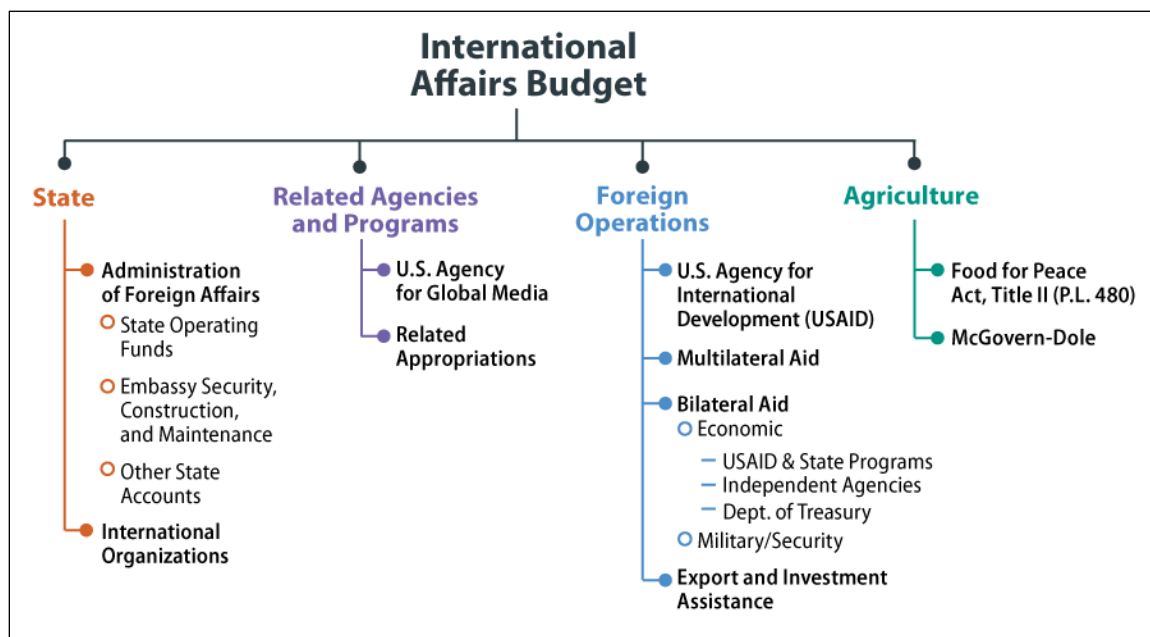 International
Affairs Budget
State
Administration
of Foreign Affairs
State Operating
Funds
Embassy Security,
Construction,
and Maintenance
Other State
Accounts
International
Organizations
Related Agencies
and Programs
U.S. Agency
for Global Media
Related
Appropriations
Foreign
Operations
U.S. Agency for
International
Development (USAID)
Multilateral Aid
Bilateral Aid
Economic
– USAID & State Programs
– Independent Agencies
– Dept. of Treasury
Military/Security
Export and Investment
Assistance
Agriculture
Food for Peace
Act, Title II (P.L. 480)
McGovern-Dole